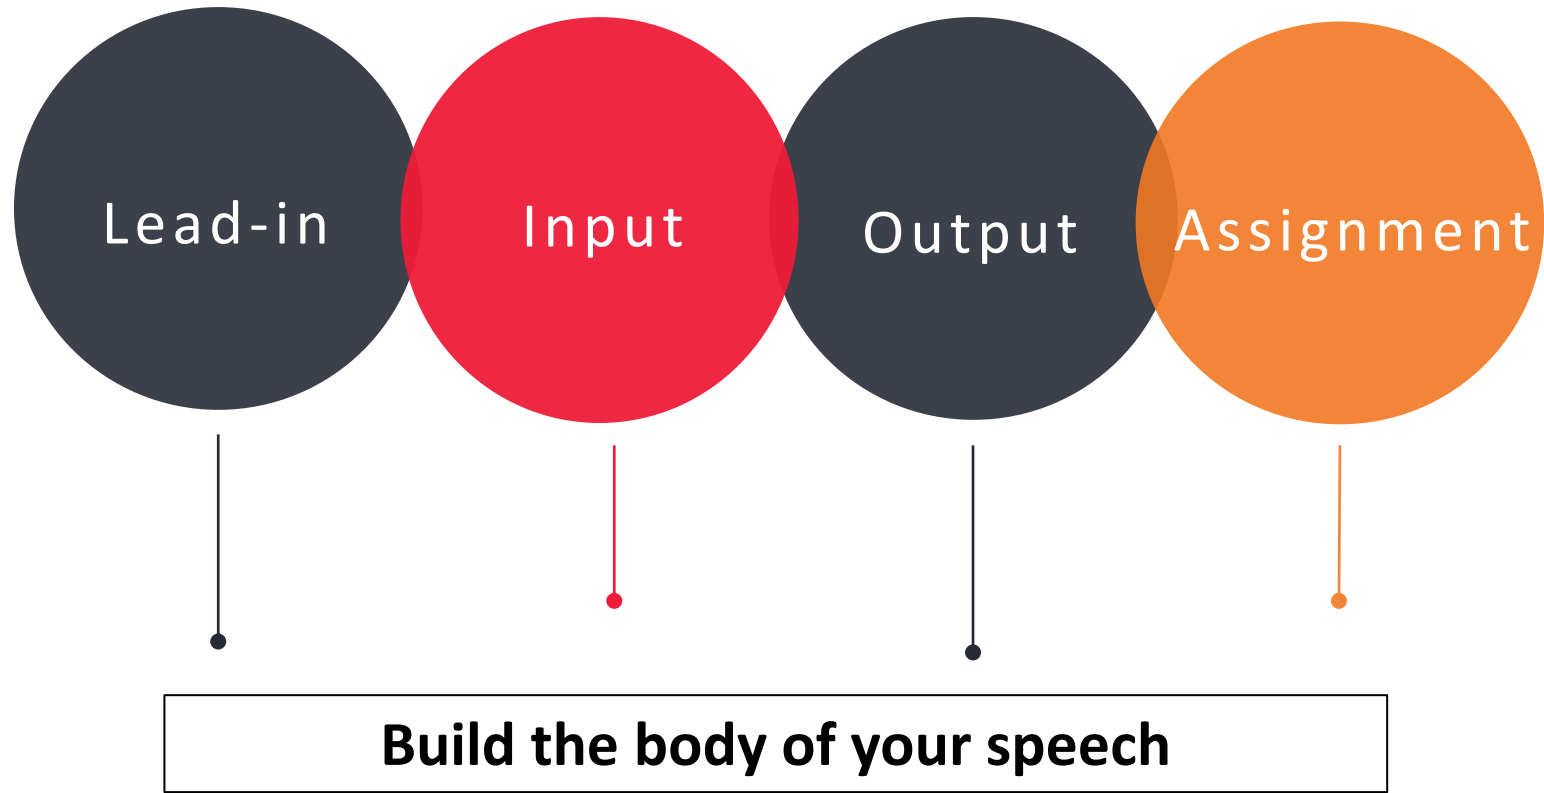 Lead-in
Input
Output
Assignment
Build the body of your speech